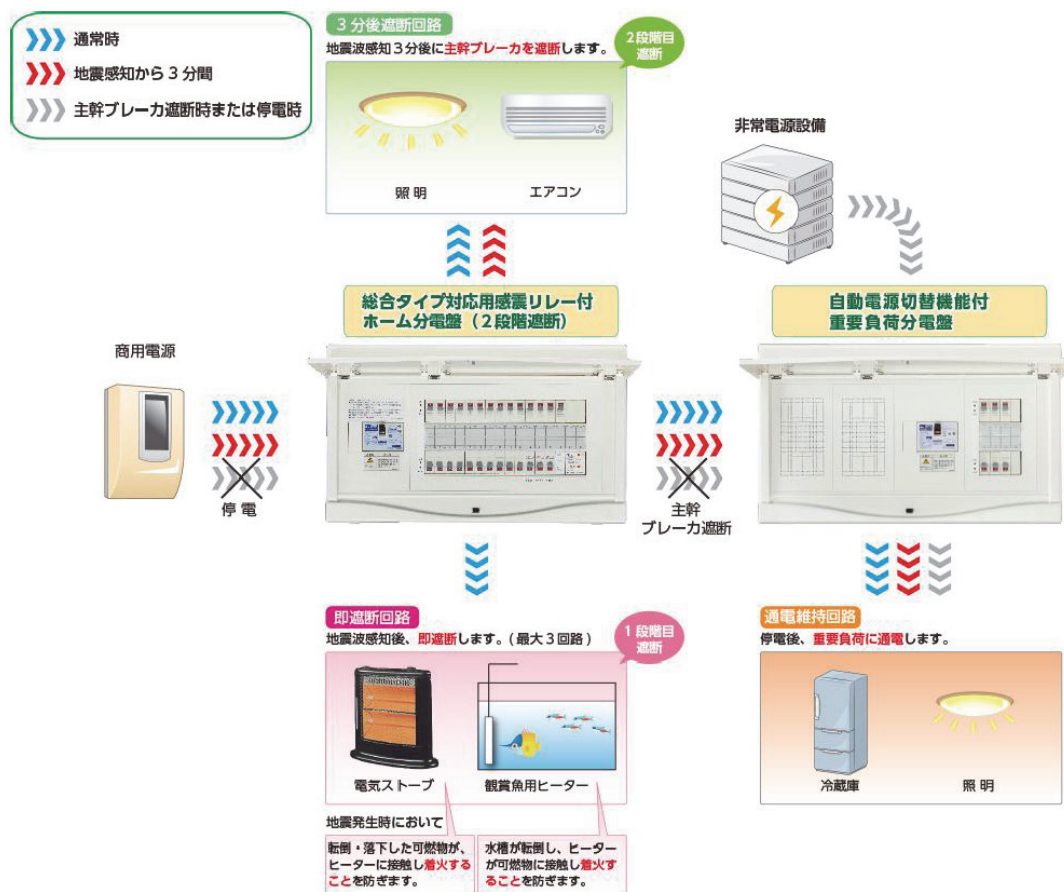 通常時
地震感知から3分間
主幹ブレーカ遮断時または停電時
3分後遮断回路
地震波感知3分後に主幹ブレーカを遮断します。
2段階目
遮断
照明
エアコン
非常電源設備
総合タイプ対応用感震リレー付
ホーム分電盤(2段階遮断)
自動電源切替機能付
重要負荷分電盤
商用電源
停電
主幹
ブレーカ遮断
即遮断回路
地震波感知後、即遮断します。(最大3回路)
1段階目
遮断
電気ストーブ
観賞魚用ヒーター
地震発生時において
転倒・落下した可燃物が、
ヒーターに接触し着火する
ことを防ぎます。
水槽が転倒し、ヒーター
が可燃物に接触し着火す
ることを防ぎます。
通電維持回路
停電後、重要負荷に通電します。
冷蔵庫
照明